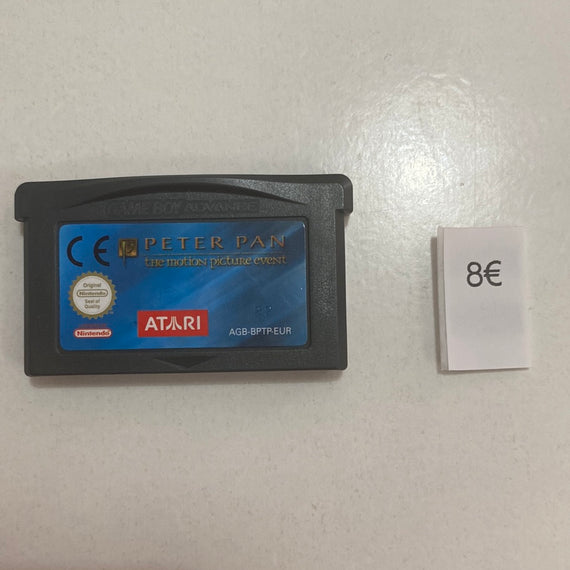 GAME BOY ADVANCE
CE
PETER PAN
the motion picture event
Original
Nintendo
Seal of
Quality
Nintendo
ATARI
AGB-BPTP-EUR
8€